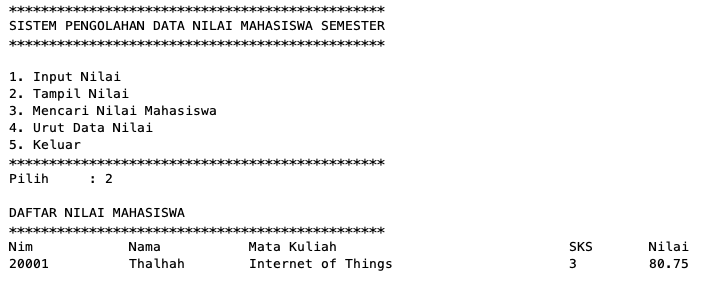 ***********************************************
SISTEM PENGOLAHAN DATA NILAI MAHASISWA SEMESTER
***********************************************
1. Input Nilai
2. Tampil Nilai
3. Mencari Nilai Mahasiswa
4. Urut Data Nilai
5. Keluar
***********************************************
Pilih     : 2
DAFTAR NILAI MAHASISWA
***********************************************
Nim            Nama           Mata Kuliah                             SKS       Nilai
20001          Thalhah        Internet of Things                      3         80.75